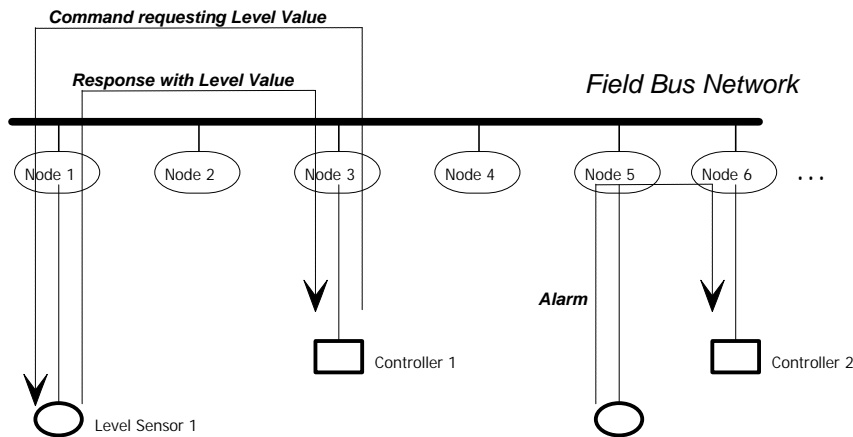 Command requesting Level Value
Response with Level Value
Field Bus Network
Node 1
Node 2
Node 3
Node 4
Node 5
Node 6
...
Alarm
Controller 1
Controller 2
Level Sensor 1